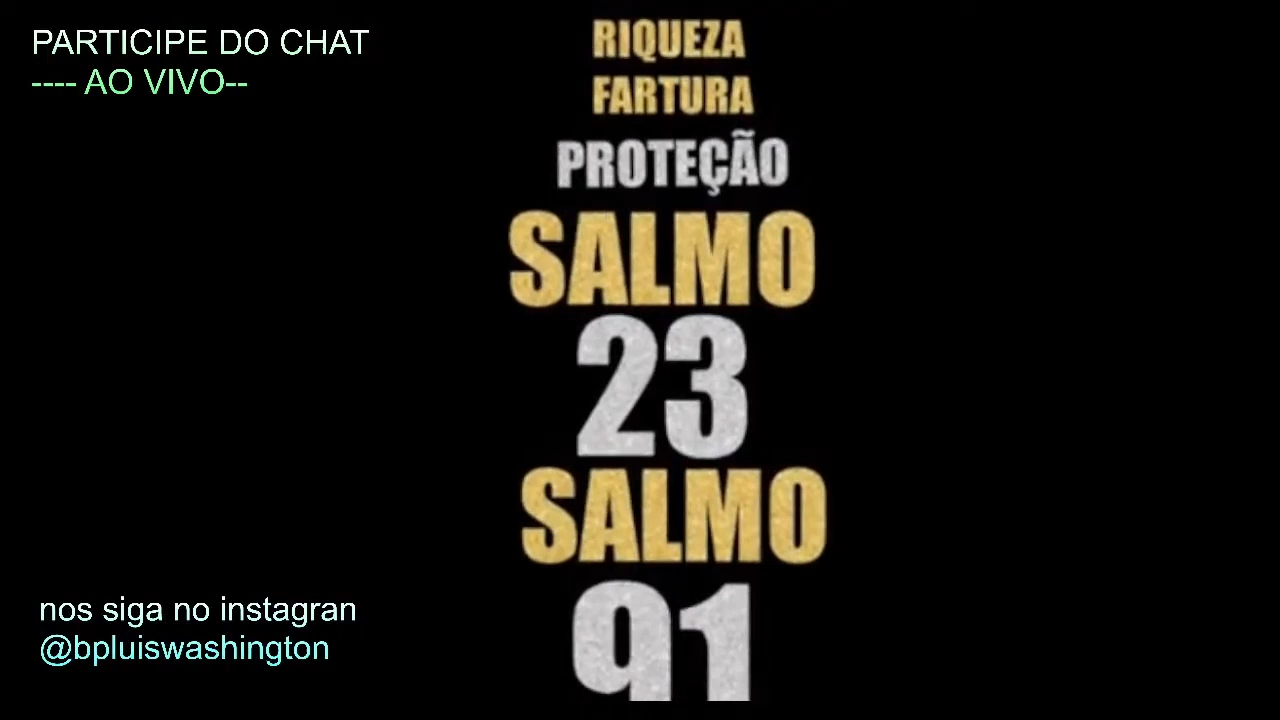 PARTICIPE DO CHAT
---- AO VIVO--
RIQUEZA
FARTURA
PROTEÇÃO
SALMO
23
SALMO
91
nos siga no instagran
@bpluiswashington